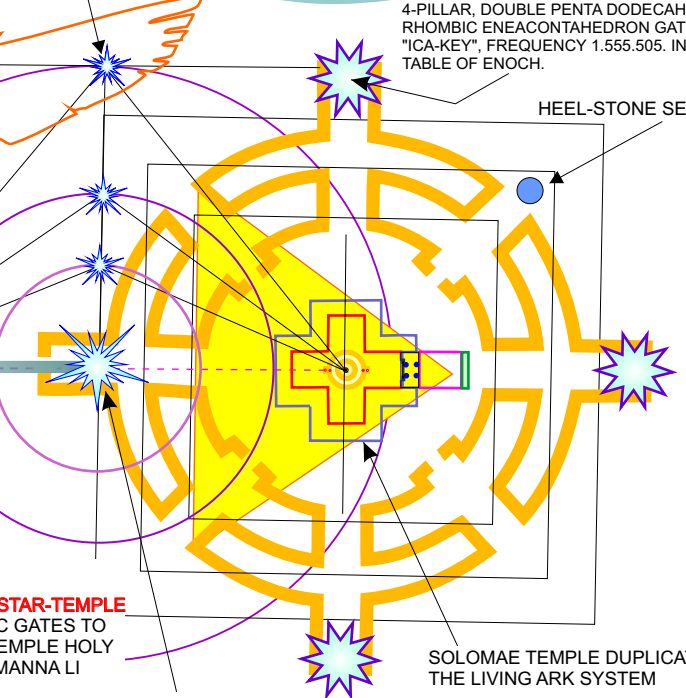 4-PILLAR, DOUBLE PENTA DODECAH
RHOMBIC ENEACONTAHEDRON GAT
"ICA-KEY", FREQUENCY 1.555.505. IN
TABLE OF ENOCH.
HEEL-STONE SE
STAR-TEMPLE
C GATES TO
EMPLE HOLY
MANNA LI
SOLOMAE TEMPLE DUPLICA
THE LIVING ARK SYSTEM